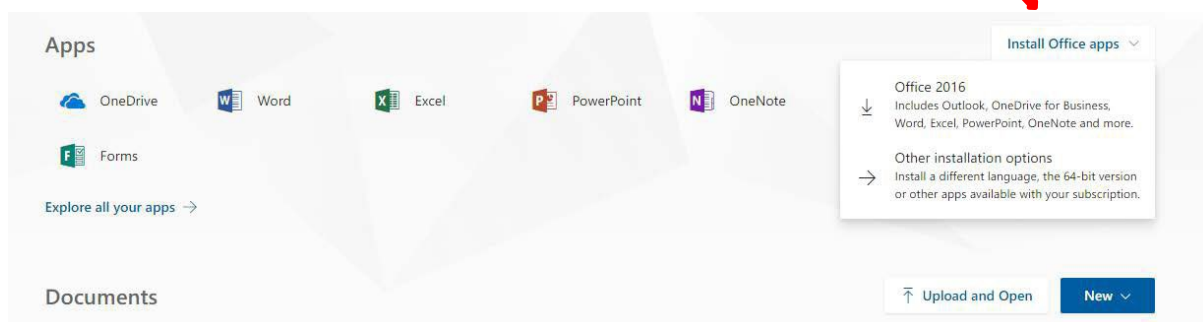 Apps
Install Office apps
OneDrive
Word
Excel
PowerPoint
OneNote
Forms
Explore all your apps →
Office 2016
Includes Outlook, OneDrive for Business,
Word, Excel, PowerPoint, OneNote and more.
Other installation options
Install a different language, the 64-bit version
or other apps available with your subscription.
Documents
Upload and Open
New